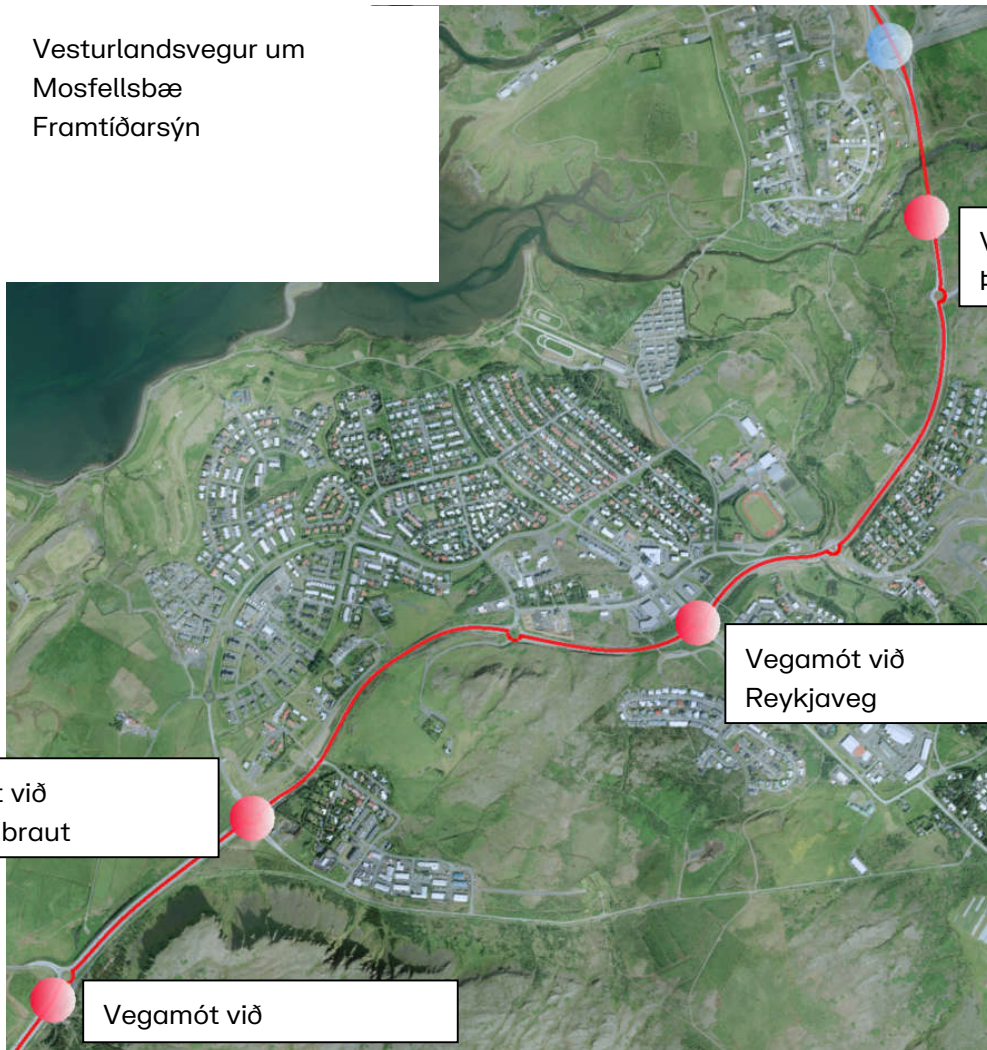 Vesturlandsvegur um
Mosfellsbæ
Framtíðarsýn
Vegamót við
Reykjaveg
við
braut
Vegamót við